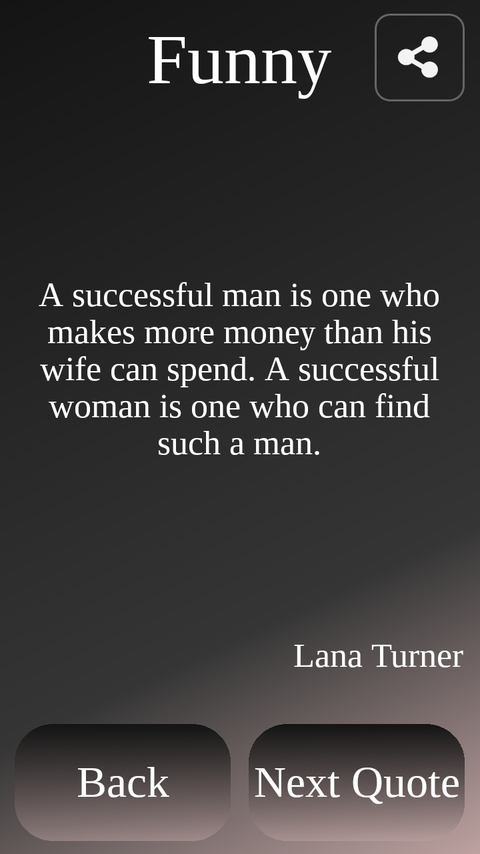 Funny
A successful man is one who
makes more money than his
wife can spend. A successful
woman is one who can find
such a man.
Lana Turner
Back
Next Quote